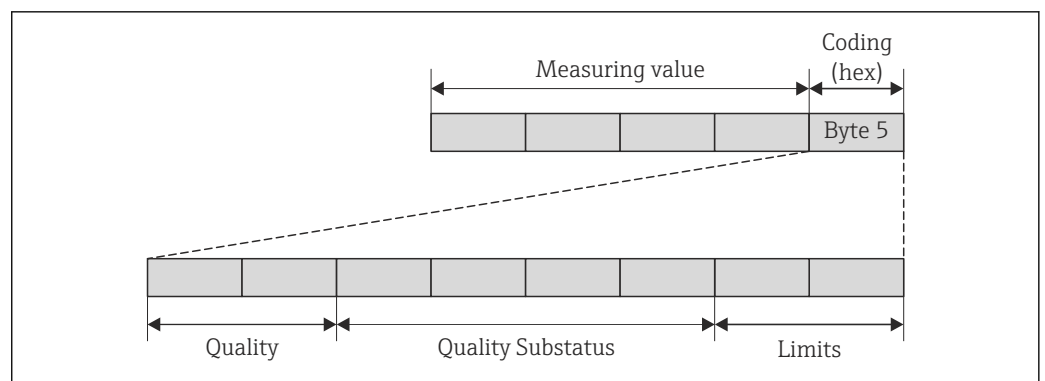 Coding
(hex)
Measuring value
Byte 5
Quality
Quality Substatus
Limits